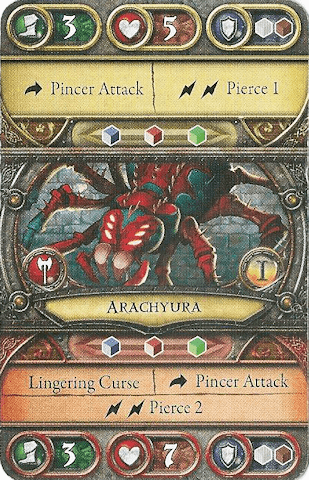 3 5
Pincer Attack Pierce 1
I
ARACHYURA
Lingering Curse Pincer Attack
Pierce 2
3 7